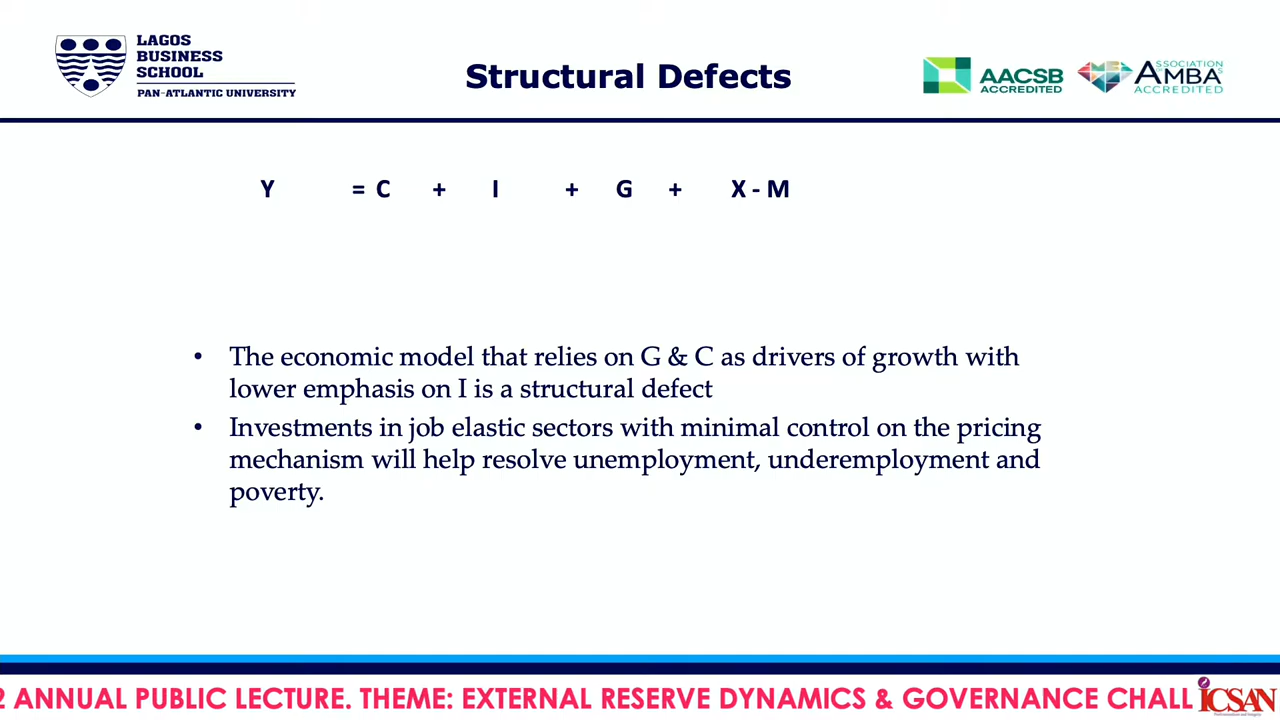 LAGOS
BUSINESS
SCHOOL
PAN-ATLANTIC UNIVERSITY
Structural Defects
AACSB
ACCREDITED
ASSOCIATION
AMBA'S
ACCREDITED
Y = C + I + G + X - M
• The economic model that relies on G & C as drivers of growth with
lower emphasis on I is a structural defect
• Investments in job elastic sectors with minimal control on the pricing
mechanism will help resolve unemployment, underemployment and
poverty.
2 ANNUAL PUBLIC LECTURE. THEME: EXTERNAL RESERVE DYNAMICS & GOVERNANCE CHALL
ICSAN